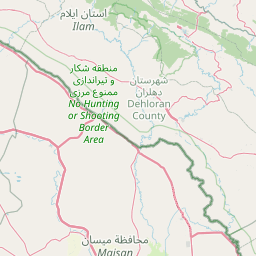 استان ایلام
Ilam
منطقه شکار
و تیراندازی
ممنوع مرزی
No Hunting
or Shooting
Border
Area
شهرستان
دهلران
Dehloran
County
محافظة ميسان
Maisan